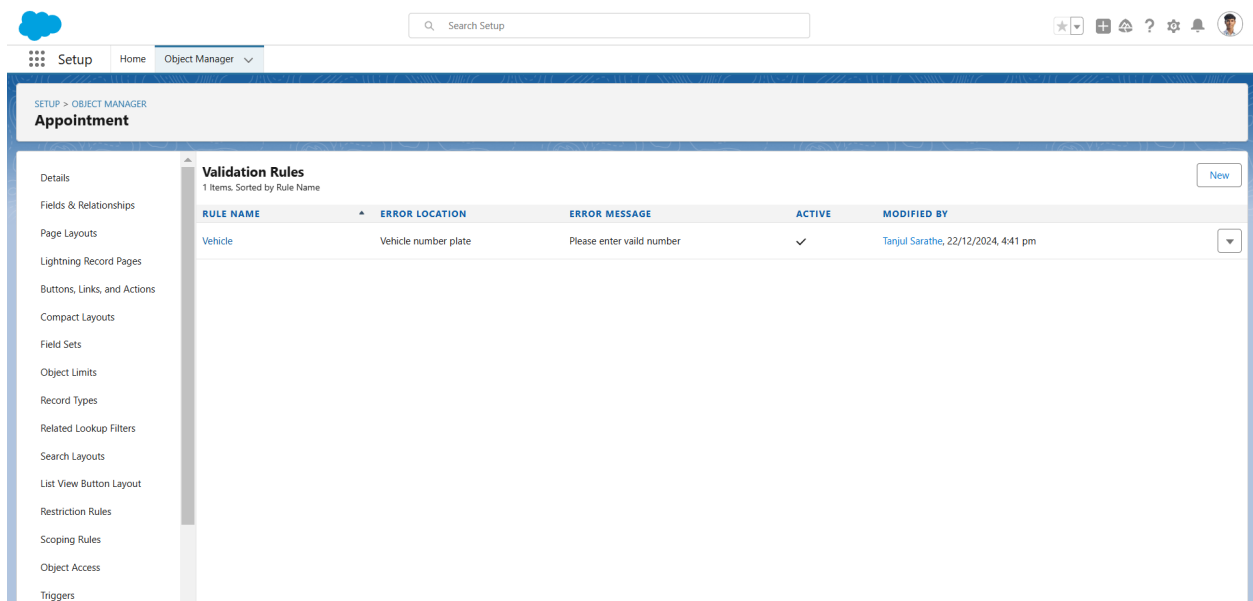 Search Setup
Setup
Home
Object Manager
SETUP > OBJECT MANAGER
Appointment
Details
Fields & Relationships
Page Layouts
Lightning Record Pages
Buttons, Links, and Actions
Compact Layouts
Field Sets
Object Limits
Record Types
Related Lookup Filters
Search Layouts
List View Button Layout
Restriction Rules
Scoping Rules
Object Access
Triggers
Validation Rules
1 Items, Sorted by Rule Name
New
RULE NAME ERROR LOCATION ERROR MESSAGE ACTIVE MODIFIED BY
Vehicle Vehicle number plate Please enter vaild number Tanjul Sarathe, 22/12/2024, 4:41 pm